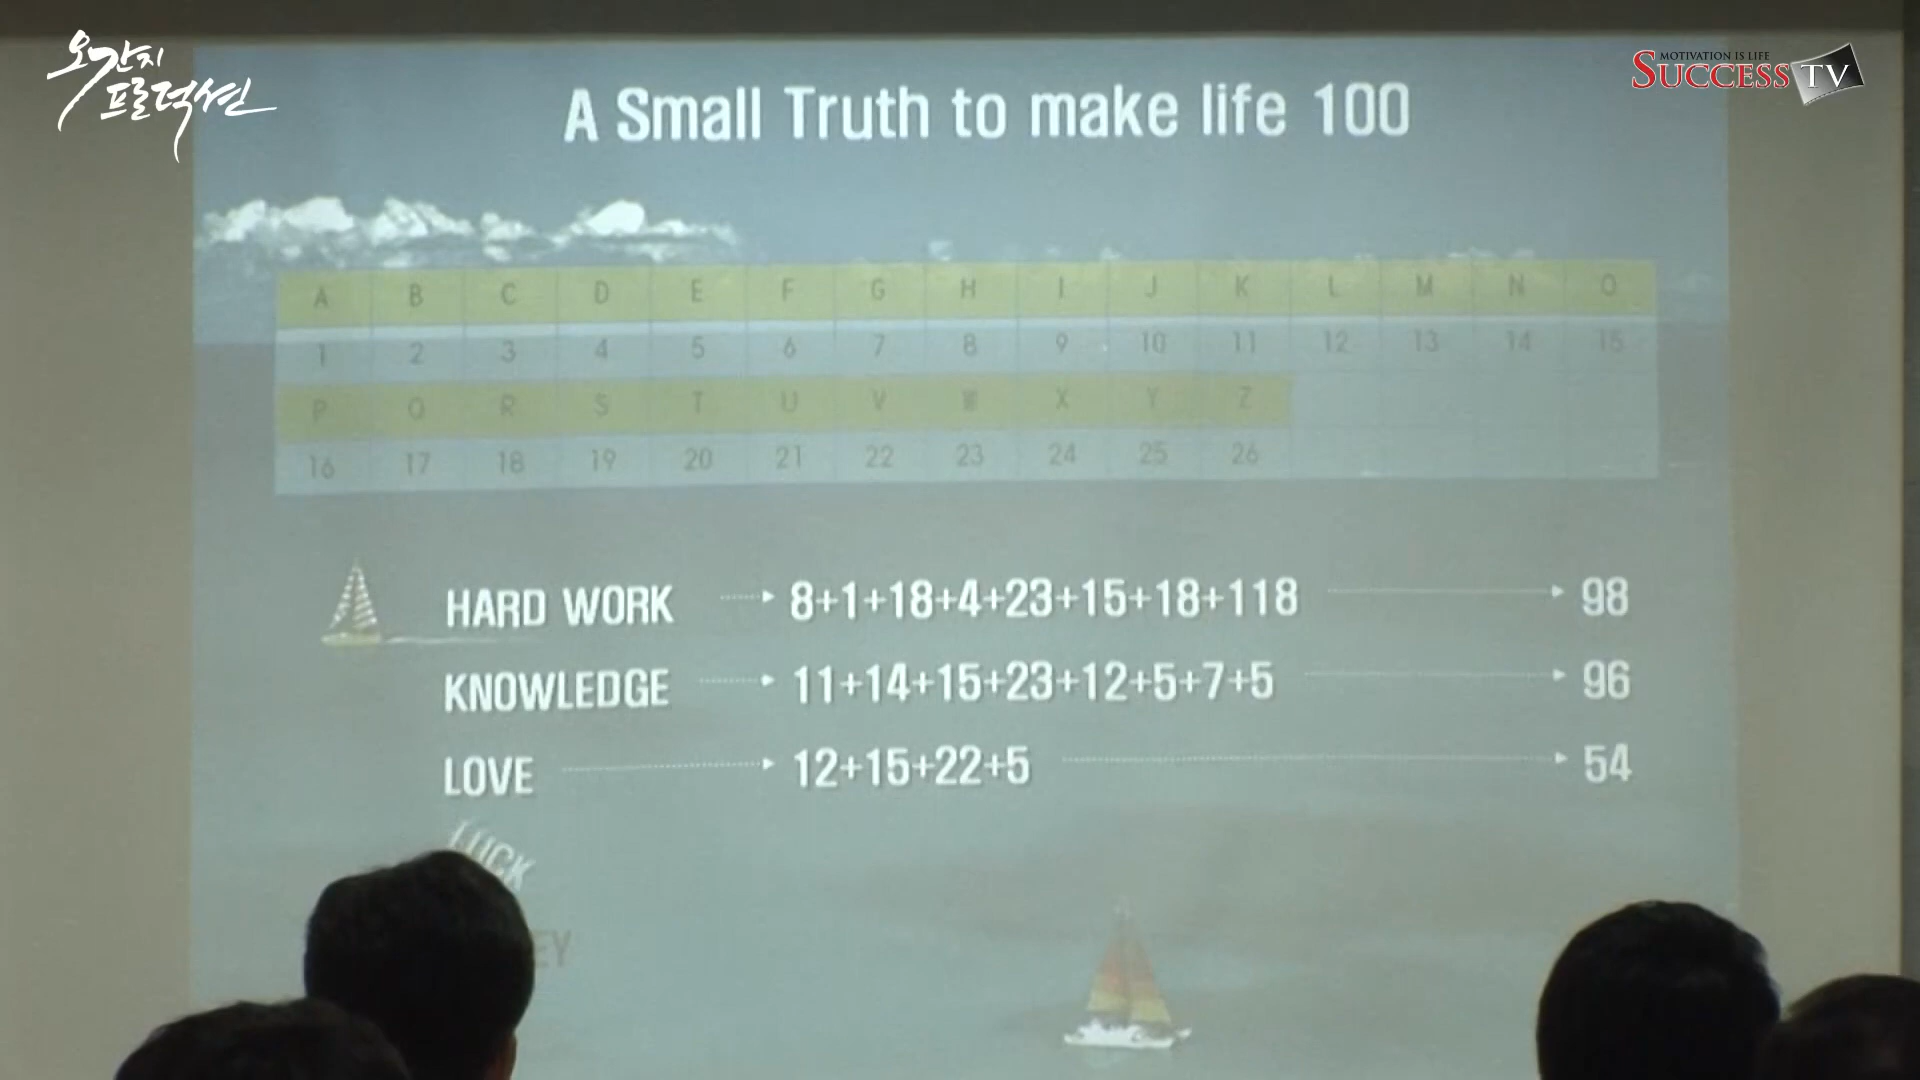 오가지
프로덕션
MOTIVATION IS LIFE
SUCCESS TV
A Small Truth to make life 100
A B C D E F G H I J K L M N O
1 2 3 4 5 6 7 8 9 10 11 12 13 14 15
P Q R S T U V W X Y Z
16 17 18 19 20 21 22 23 24 25 26
HARD WORK 8+1+18+4+23+15+18+118 98
KNOWLEDGE 11+14+15+23+12+5+7+5 96
LOVE 12+15+22+5 54
LUCK